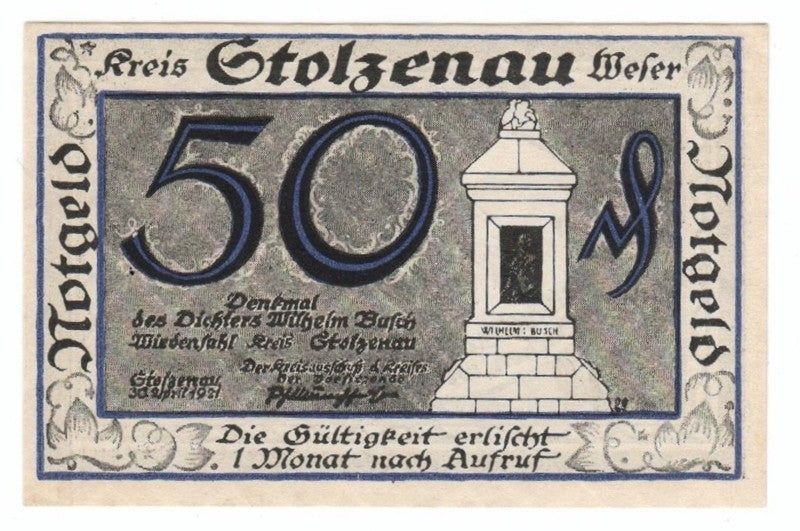 Kreis Stolzenau Weser
Notgeld
50 ₰
Denkmal
des Dichters Wilhelm Busch
Wiedensahl Kreis Stolzenau
Stolzenau
30. April 1921
Der Kreisausschuß d. Kreises
Der Vorsitzende
WILHELM: BUSCH
Notgeld
Die Gültigkeit erlischt
1 Monat nach Aufruf